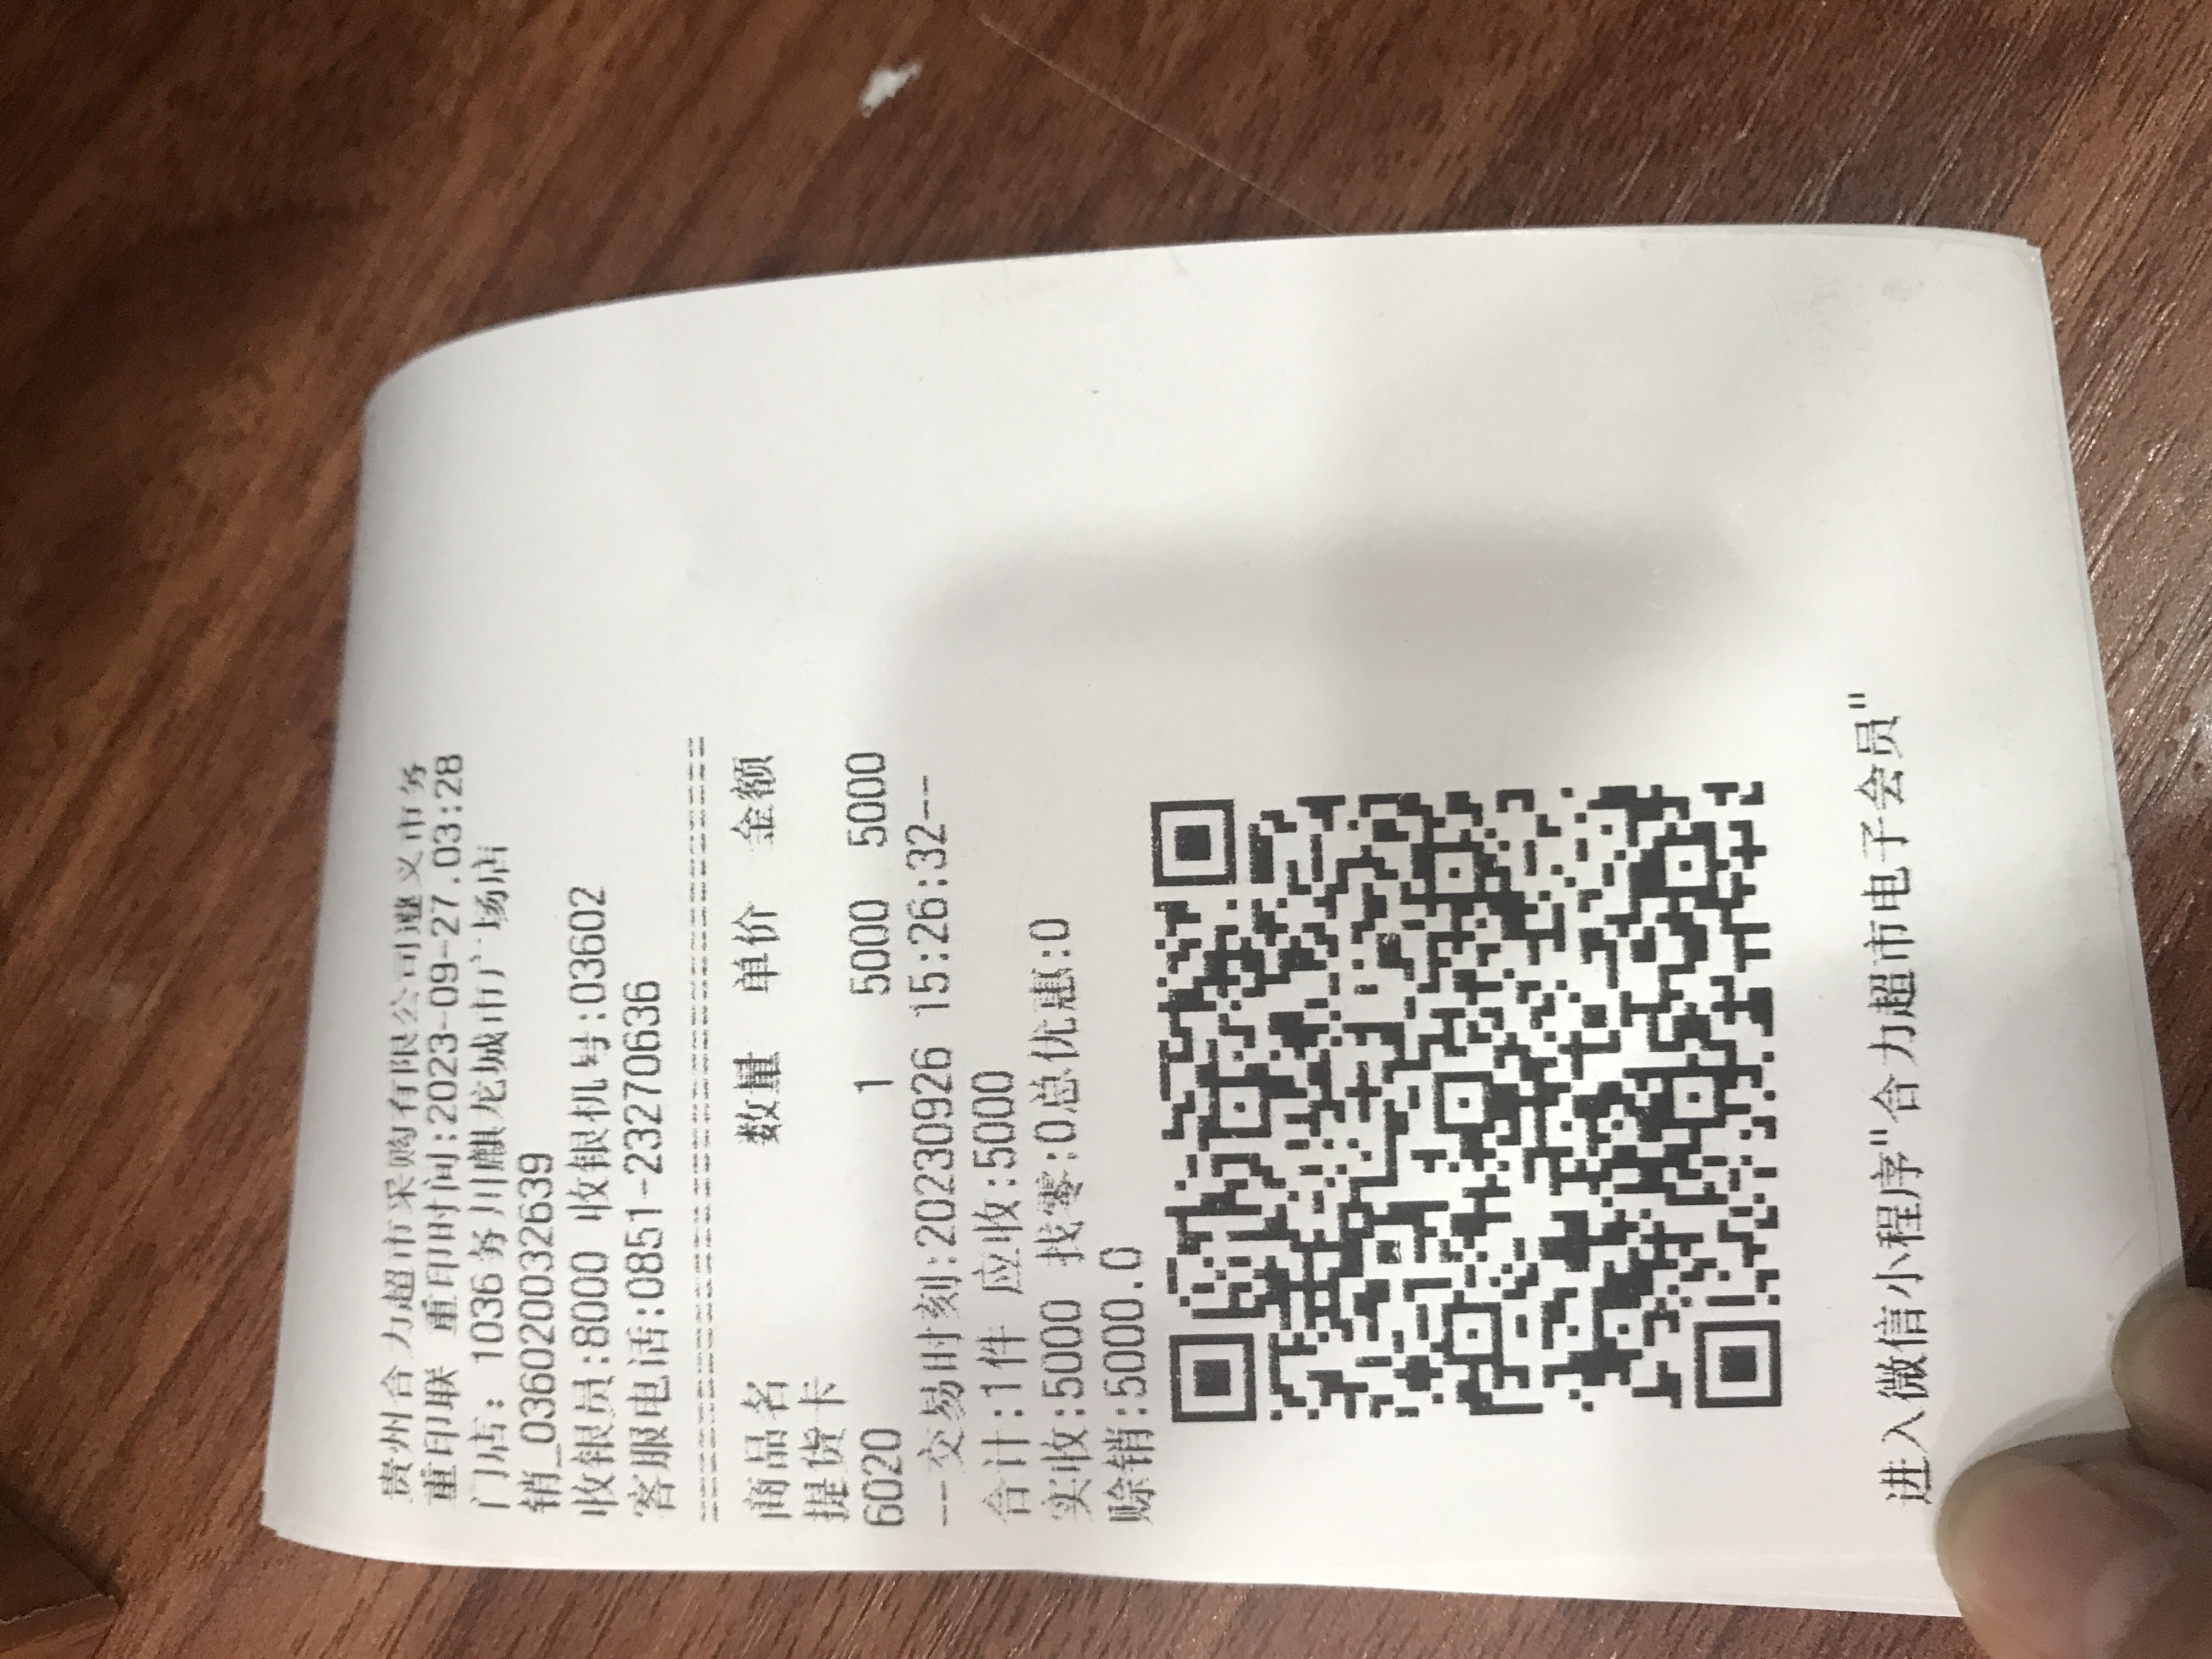 贵州合力超市采购有限公司遵义市务
重印联 重印时间:2023-09-27.03:28
门店: 1036务川麒龙城市广场店
销_03602003 2639
收银员:8000 收银机号:03602
客服电话:0851-23270636
================================
商品名 数量 单价 金额
提货卡
6020 1 5000 5000
--交易时刻:20230926 15:26:32--
合计:1件 应收:5000
实收:5000 找零:0总优惠:0
赊销:5000.0
进入微信小程序"合力超市电子会员"